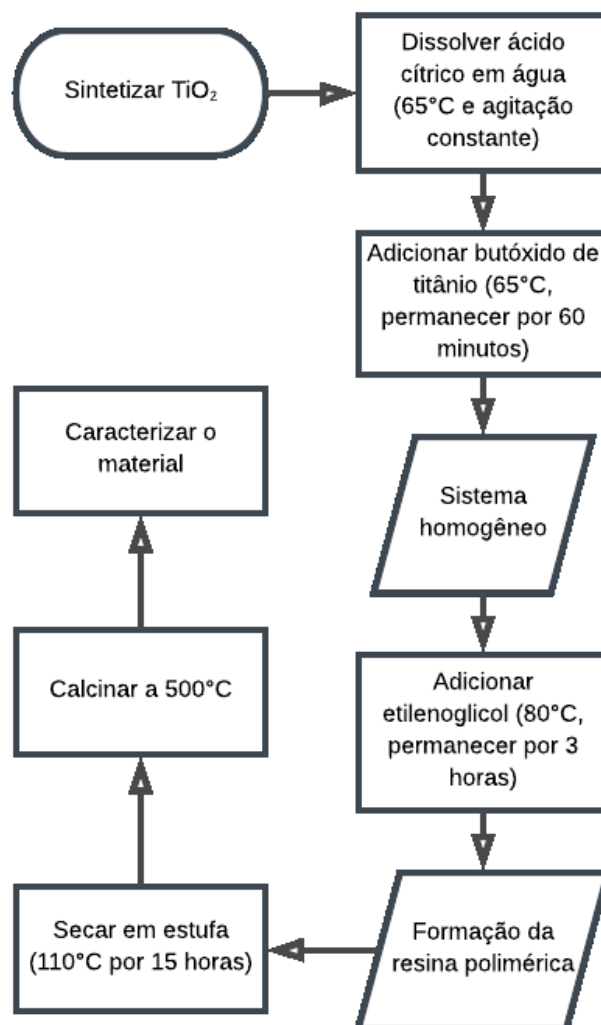 Sintetizar TiO₂
Dissolver ácido
cítrico em água
(65°C e agitação
constante)
Adicionar butóxido de
titânio (65°C,
permanecer por 60
minutos)
Sistema
homogêneo
Adicionar
etilenoglicol (80°C,
permanecer por 3
horas)
Formação da
resina polimérica
Secar em estufa
(110°C por 15 horas)
Calcinar a 500°C
Caracterizar o
material